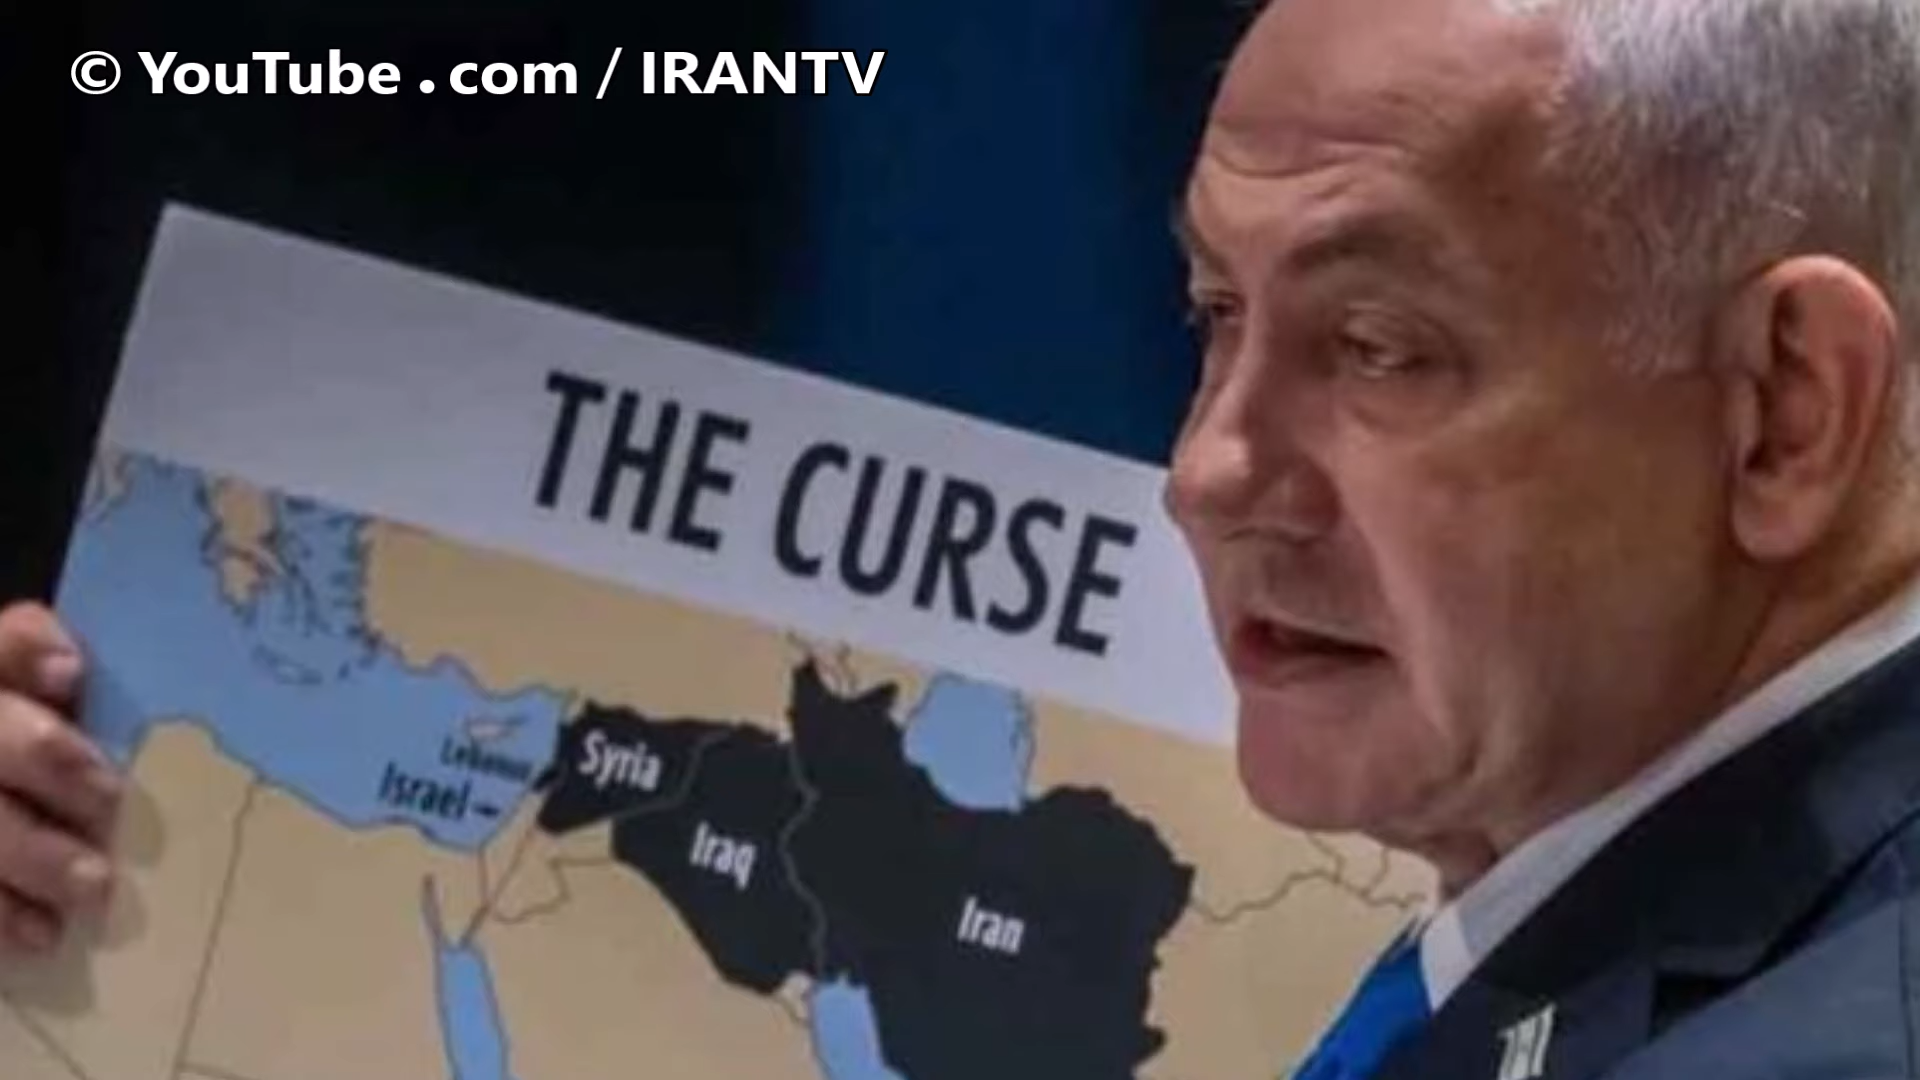 © YouTube . com / IRANTV
THE CURSE
Lebanon
Israel
Syria
Iraq
Iran